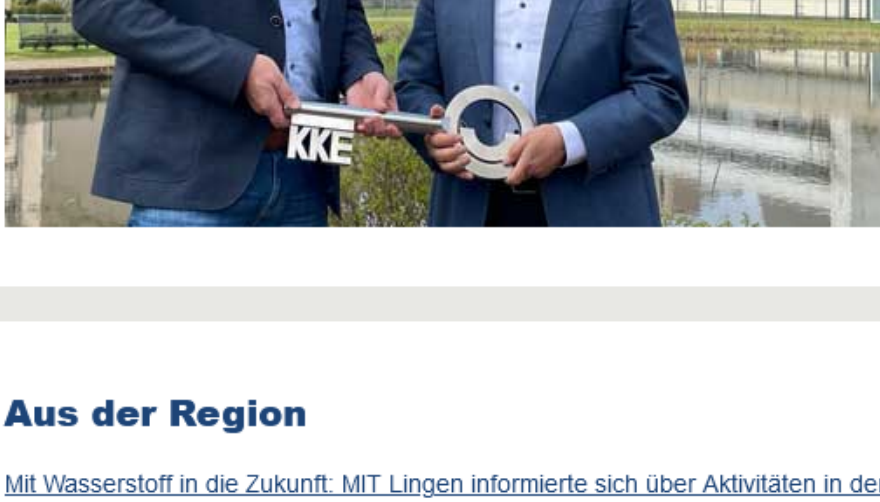 KKE
Aus der Region
Mit Wasserstoff in die Zukunft: MIT Lingen informierte sich über Aktivitäten in der